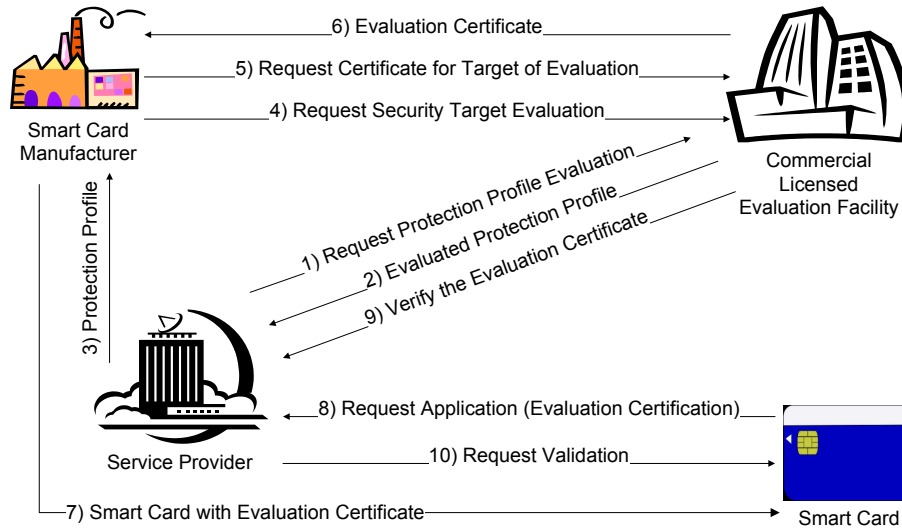 6) Evaluation Certificate
5) Request Certificate for Target of Evaluation
4) Request Security Target Evaluation
Smart Card
Manufacturer
Commercial
Licensed
Evaluation Facility
3) Protection Profile
1) Request Protection Profile Evaluation
2) Evaluated Protection Profile
9) Verify the Evaluation Certificate
8) Request Application (Evaluation Certification)
Service Provider
10) Request Validation
7) Smart Card with Evaluation Certificate
Smart Card